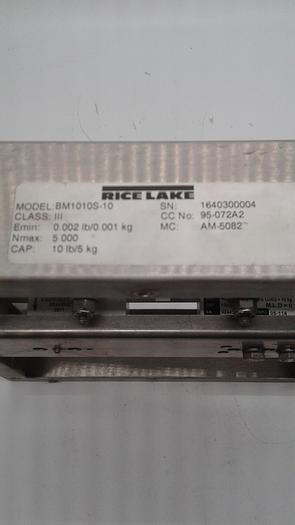 RICE LAKE
MODEL: BM1010S-10 SN: 1640300004
CLASS: III CC No: 95-072A2
Emin: 0.002 lb/0.001 kg MC: AM-5082
Nmax: 5 000
CAP: 10 lb/5 kg